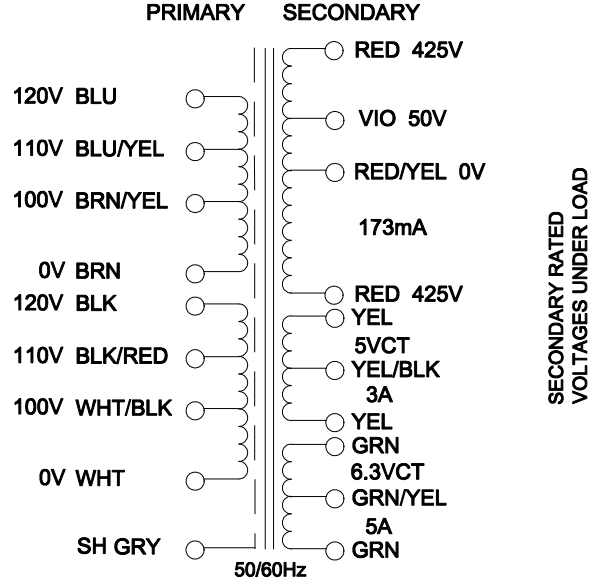 PRIMARY
SECONDARY
120V BLU
110V BLU/YEL
100V BRN/YEL
0V BRN
120V BLK
110V BLK/RED
100V WHT/BLK
0V WHT
SH GRY
RED 425V
VIO 50V
RED/YEL 0V
173mA
RED 425V
YEL
5VCT
YEL/BLK
3A
YEL
GRN
6.3VCT
GRN/YEL
5A
GRN
50/60Hz
SECONDARY RATED
VOLTAGES UNDER LOAD